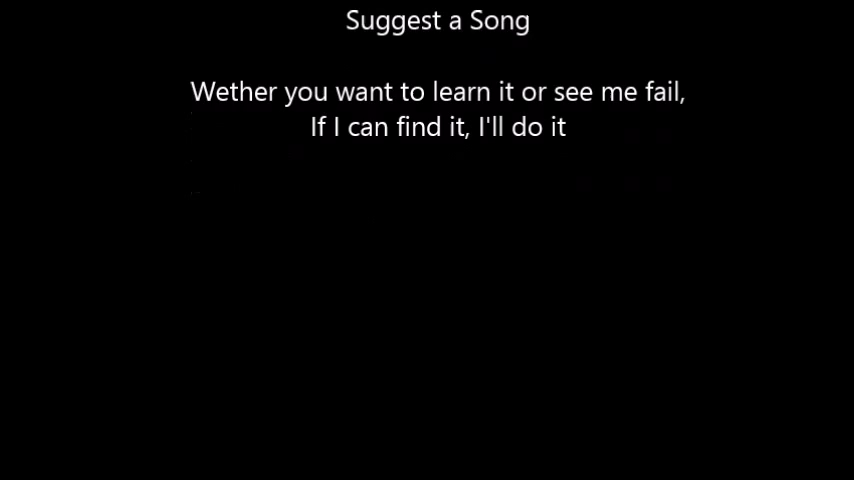 Suggest a Song
Wether you want to learn it or see me fail,
If I can find it, I'll do it